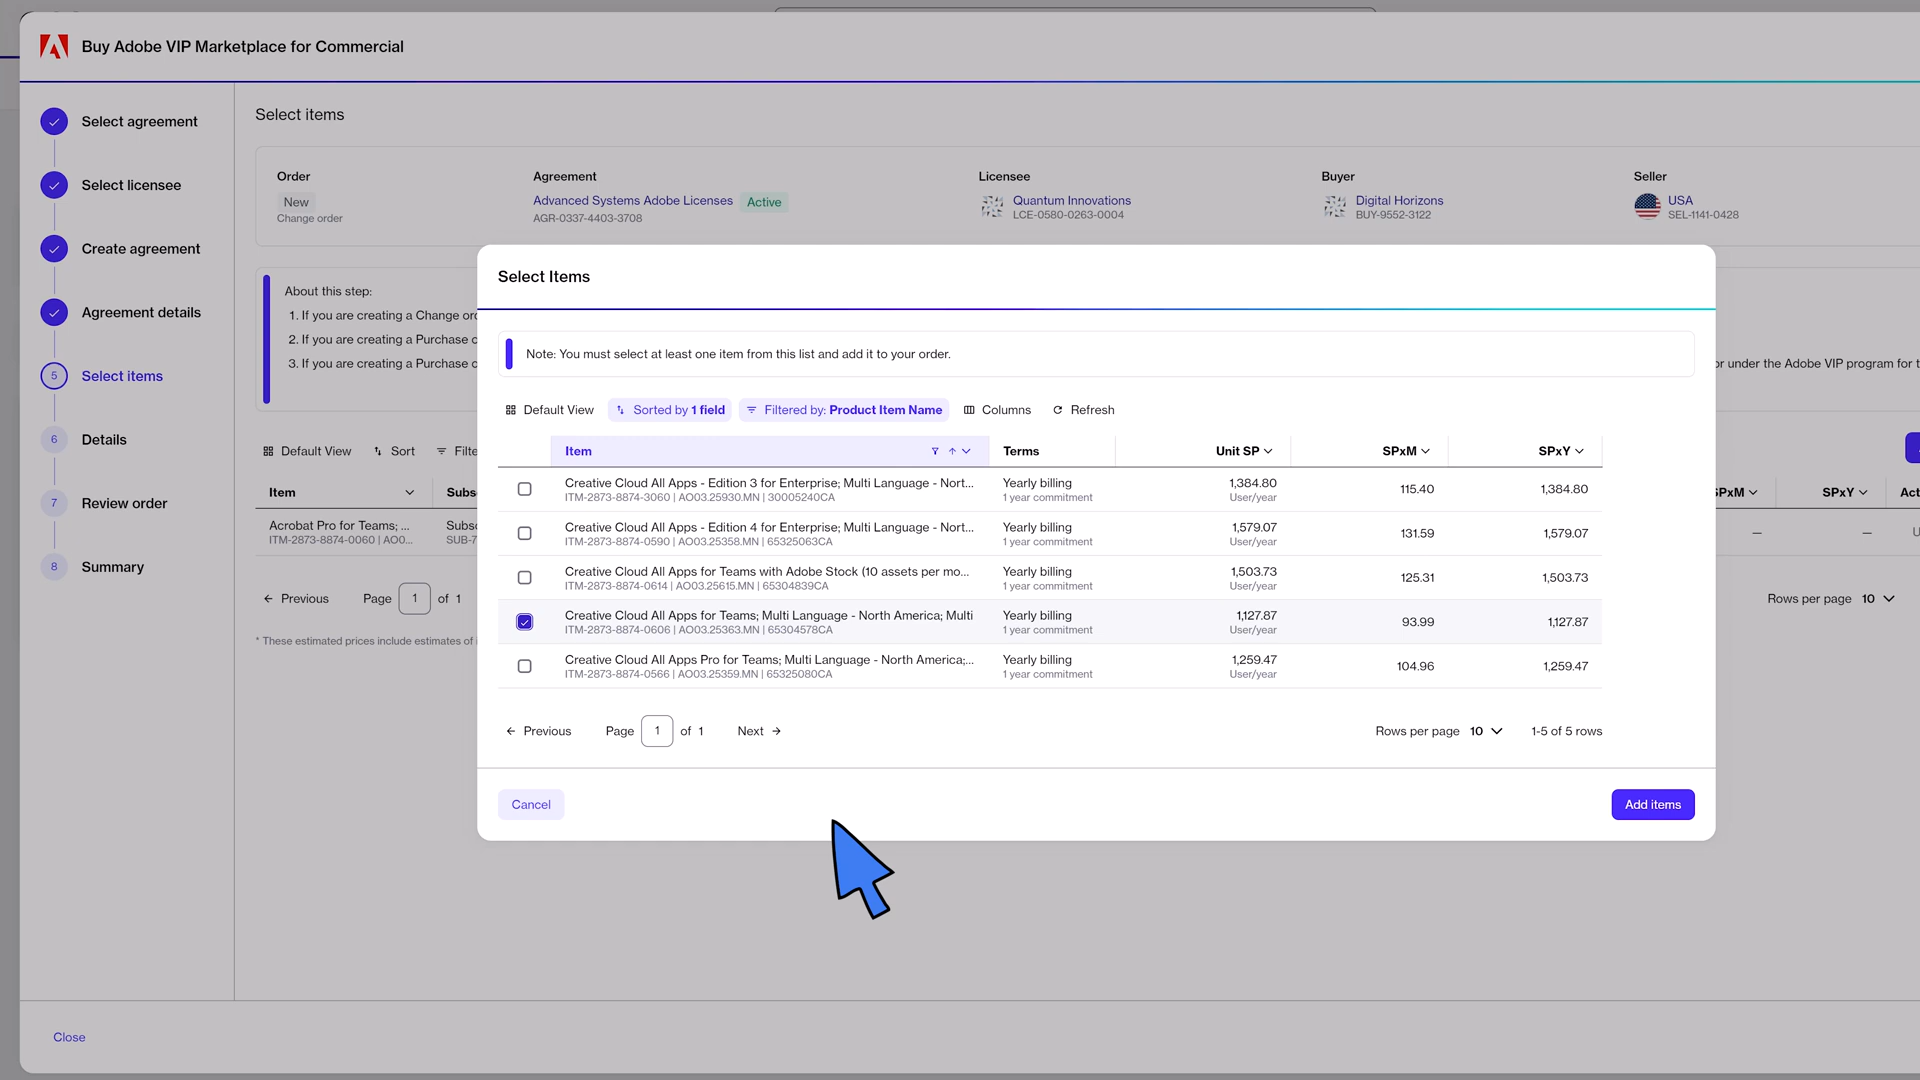 Buy Adobe VIP Marketplace for Commercial
Select agreement
Select licensee
Create agreement
Agreement details
5 Select items
6 Details
7 Review order
8 Summary
Close
Select items
Order
New
Change order
Agreement
Advanced Systems Adobe Licenses Active
AGR-0337-4403-3708
Licensee
Quantum Innovations
LCE-0580-0263-0004
Buyer
Digital Horizons
BUY-9552-3122
Seller
USA
SEL-1141-0428
About this step:
1. If you are creating a Change
2. If you are creating a Purchase
3. If you are creating a Purchase
or under the Adobe VIP program for
Default View Sort
Item
SPxM SPxY
Acrobat Pro for Teams; ...
ITM-2873-8874-0060 | AO0...
— —
Previous Page 1 of 1
Rows per page 10
* These estimated prices include estimates of
Select Items
Note: You must select at least one item from this list and add it to your order.
Default View Sorted by 1 field Filtered by: Product Item Name Columns Refresh
Item Terms Unit SP SPxM SPxY
Creative Cloud All Apps - Edition 3 for Enterprise; Multi Language - Nort... Yearly billing 1,384.80 115.40 1,384.80
ITM-2873-8874-3060 | AO03.25930.MN | 30005240CA 1 year commitment User/year
Creative Cloud All Apps - Edition 4 for Enterprise; Multi Language - Nort... Yearly billing 1,579.07 131.59 1,579.07
ITM-2873-8874-0590 | AO03.25358.MN | 65325063CA 1 year commitment User/year
Creative Cloud All Apps for Teams with Adobe Stock (10 assets per mo... Yearly billing 1,503.73 125.31 1,503.73
ITM-2873-8874-0614 | AO03.25615.MN | 65304839CA 1 year commitment User/year
Creative Cloud All Apps for Teams; Multi Language - North America; Multi Yearly billing 1,127.87 93.99 1,127.87
ITM-2873-8874-0606 | AO03.25363.MN | 65304578CA 1 year commitment User/year
Creative Cloud All Apps Pro for Teams; Multi Language - North America;... Yearly billing 1,259.47 104.96 1,259.47
ITM-2873-8874-0566 | AO03.25359.MN | 65325080CA 1 year commitment User/year
Previous Page 1 of 1 Next Rows per page 10 1-5 of 5 rows
Cancel Add items